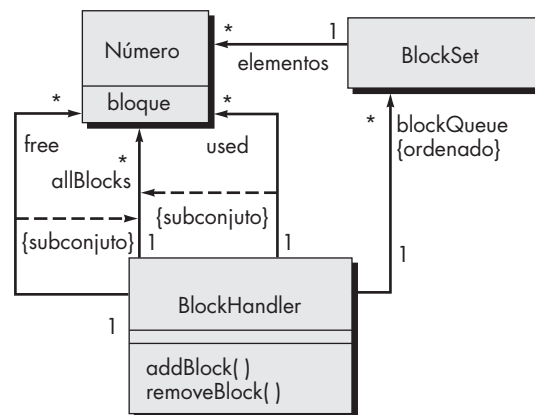 Número
bloque
*
1
elementos
BlockSet
*
free
*
used
*
allBlocks
*
blockQueue
{ordenado}
{subconjuto}
{subconjuto}
1
1
1
1
BlockHandler
addBlock( )
removeBlock( )